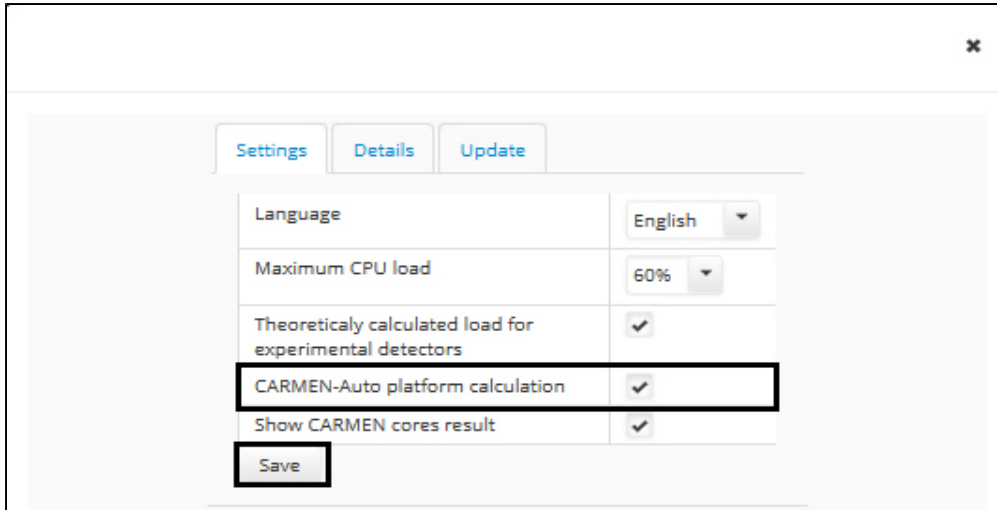 Settings Details Update
Language English
Maximum CPU load 60%
Theoreticaly calculated load for
experimental detectors
CARMEN-Auto platform calculation
Show CARMEN cores result
Save